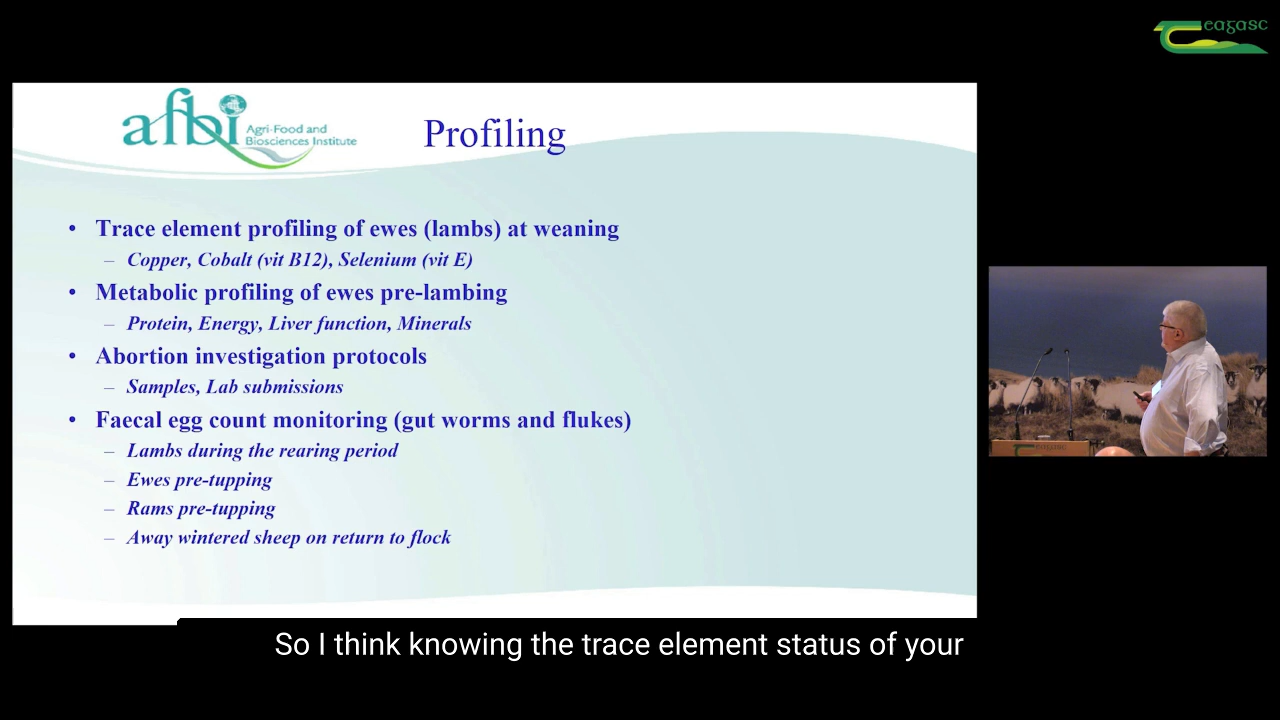 eagasc
afbi
Agri-Food and
Biosciences Institute
Profiling
• Trace element profiling of ewes (lambs) at weaning
– Copper, Cobalt (vit B12), Selenium (vit E)
• Metabolic profiling of ewes pre-lambing
– Protein, Energy, Liver function, Minerals
• Abortion investigation protocols
– Samples, Lab submissions
• Faecal egg count monitoring (gut worms and flukes)
– Lambs during the rearing period
– Ewes pre-tupping
– Rams pre-tupping
– Away wintered sheep on return to flock
So I think knowing the trace element status of your